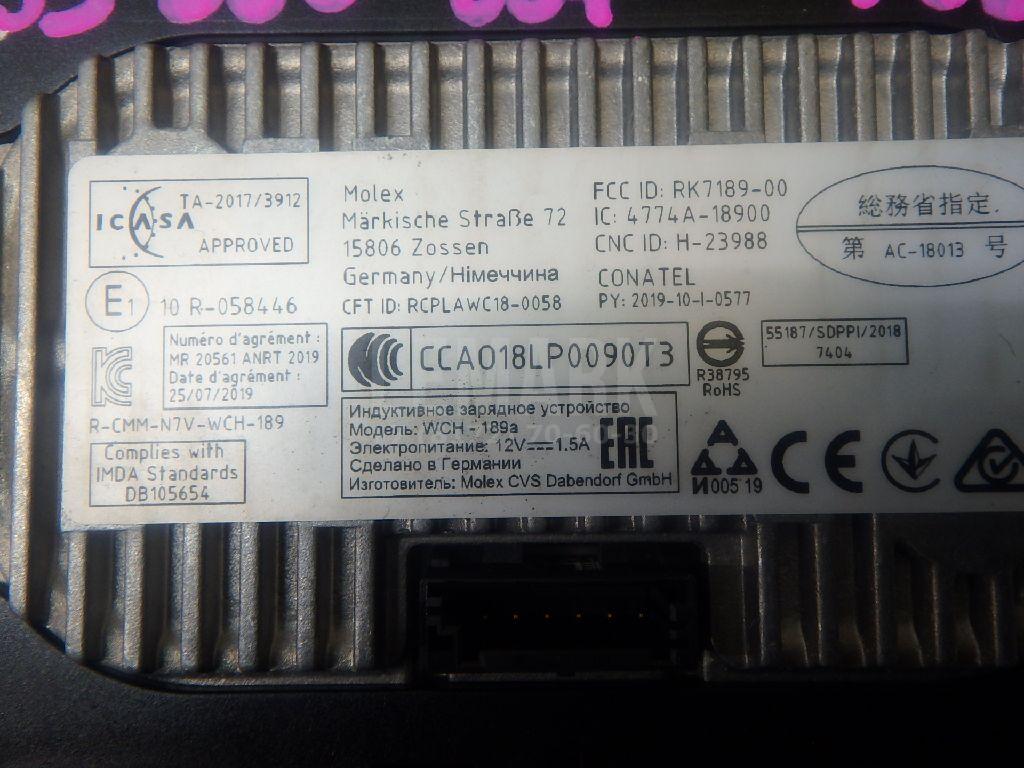 ICASA TA-2017/3912
APPROVED
E1 10 R-058446
Numéro d'agrément :
MR 20561 ANRT 2019
Date d'agrément :
25/07/2019
R-CMM-N7V-WCH-189
Complies with
IMDA Standards
DB105654
Molex
Märkische Straße 72
15806 Zossen
Germany/Німеччина
CFT ID: RCPLAWC18-0058
FCC ID: RK7189-00
IC: 4774A-18900
CNC ID: H-23988
CONATEL
PY: 2019-10-I-0577
総務省指定.
第 AC-18013 号
CCAO18LP0090T3
R38795
RoHS
55187/SDPPI/2018
7404
Индуктивное зарядное устройство
Модель: WCH - 189a
Электропитание: 12V⎓1.5A
Сделано в Германии
Изготовитель: Molex CVS Dabendorf GmbH
EAC
И005 19
CE